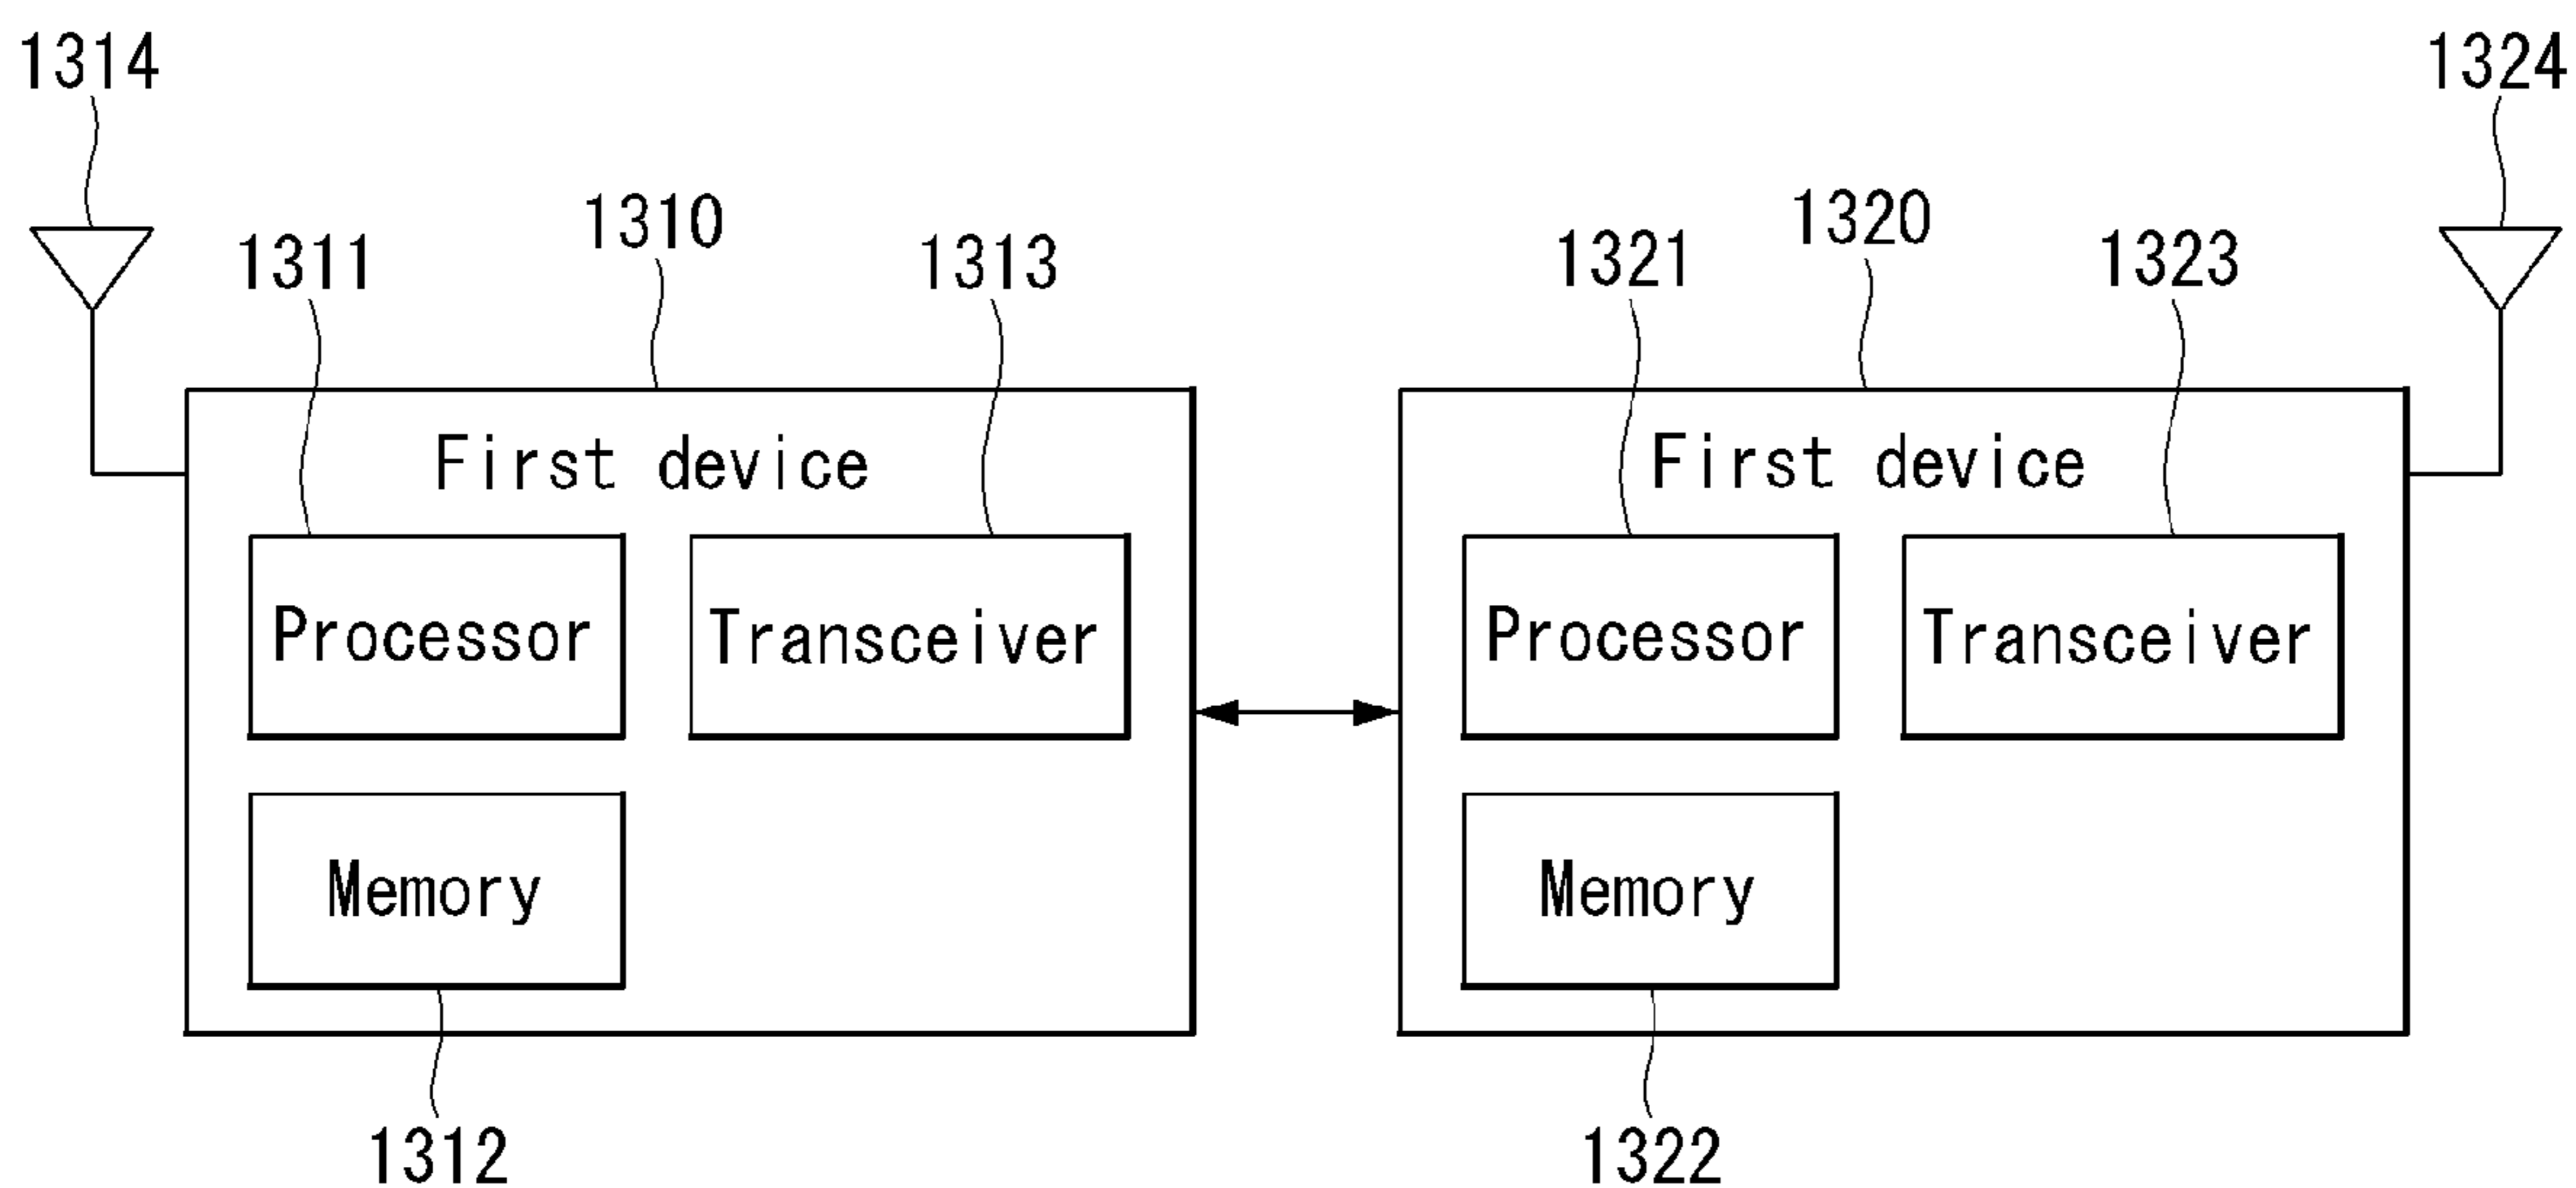 1314
1324
1310
1320
1311
1313
1321
1323
First device
First device
Processor
Transceiver
Processor
Transceiver
Memory
Memory
1312
1322